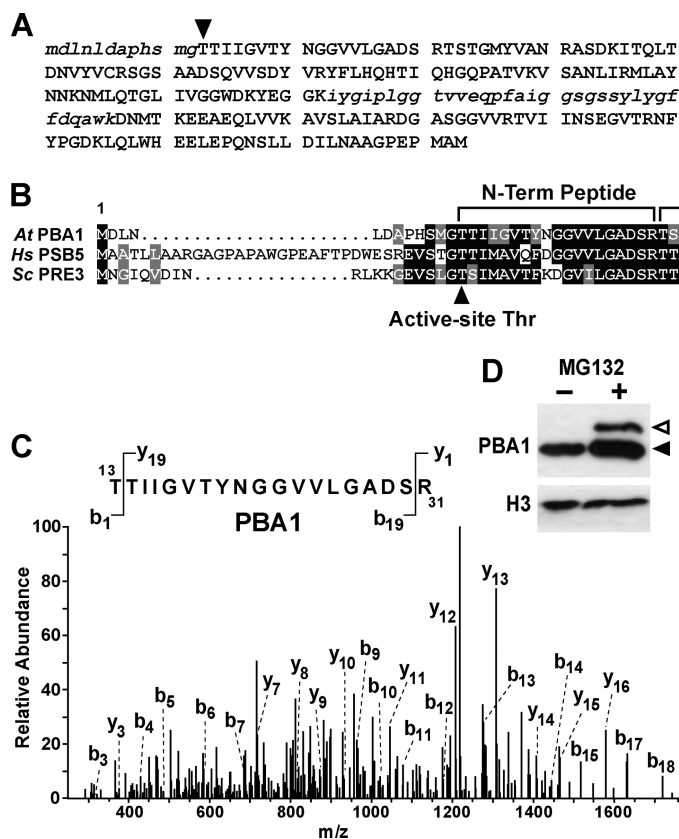 A
mdlnldaphs mgTTIIGVTY NGGVVLGADS RTSTGMYVAN RASDKITQLT
DNVYVCRSGS AADSQVVSDY VRYFLHQHTI QHGQPATVKV SANLIRMLAY
NNKNMLQTGL IVGGWDKYEG GKiygiplgg tvveqpfaig gsgssylygf
fdqawkDNMT KEEAEQLVVK AVSLAIARDG ASGGVVRTVI INSEGVTRNF
YPGDKLQLWH EELEPQNSLL DILNAAGPEP MAM
B
1
N-Term Peptide
At PBA1 MDLN..................LDAPHSMGTTIIGVTYNGGVVLGADSRTS
Hs PSB5 MAATLLAARGAGPAPAWGPEAFTPDWESREVSTGTTTLAMAVQFDGVVLGADSRTT
Sc PRE3 MNGIQVDIN.............RLKKGEVSLGTSIMAVTFKDGVILGADSRTT
Active-site Thr
D
MG132
– +
PBA1
H3
C
13 y19 y1
TTIIGVTYNGGVVLGADSR
b1 PBA1 b19 31
Relative Abundance
100
80
60
40
20
0
b3 y3 b4 b5 b6 b7 y7 y8 y9 y10 b9 b10 y11 b11 y12 b12 y13 b13 y14 b14 y15 b15 y16 b17 b18
400 600 800 1000 1200 1400 1600
m/z